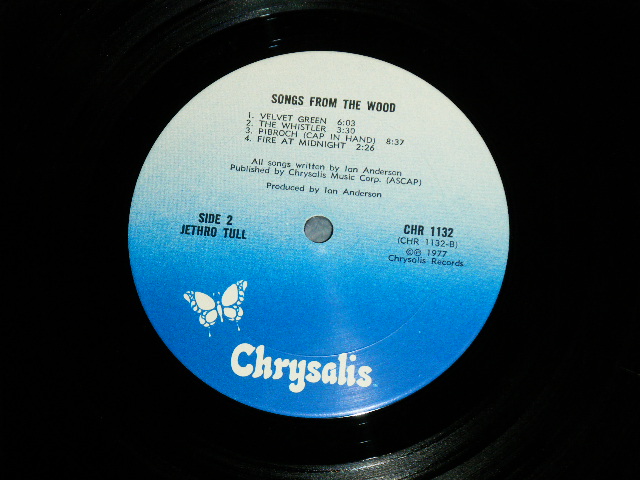 SONGS FROM THE WOOD
1. VELVET GREEN 6:03
2. THE WHISTLER 3:30
3. PIBROCH (CAP IN HAND) 8:37
4. FIRE AT MIDNIGHT 2:26
All songs written by Ian Anderson
Published by Chrysalis Music Corp. (ASCAP)
Produced by Ian Anderson
SIDE 2
JETHRO TULL
CHR 1132
(CHR 1132-B)
©℗ 1977
Chrysalis Records
Chrysalis